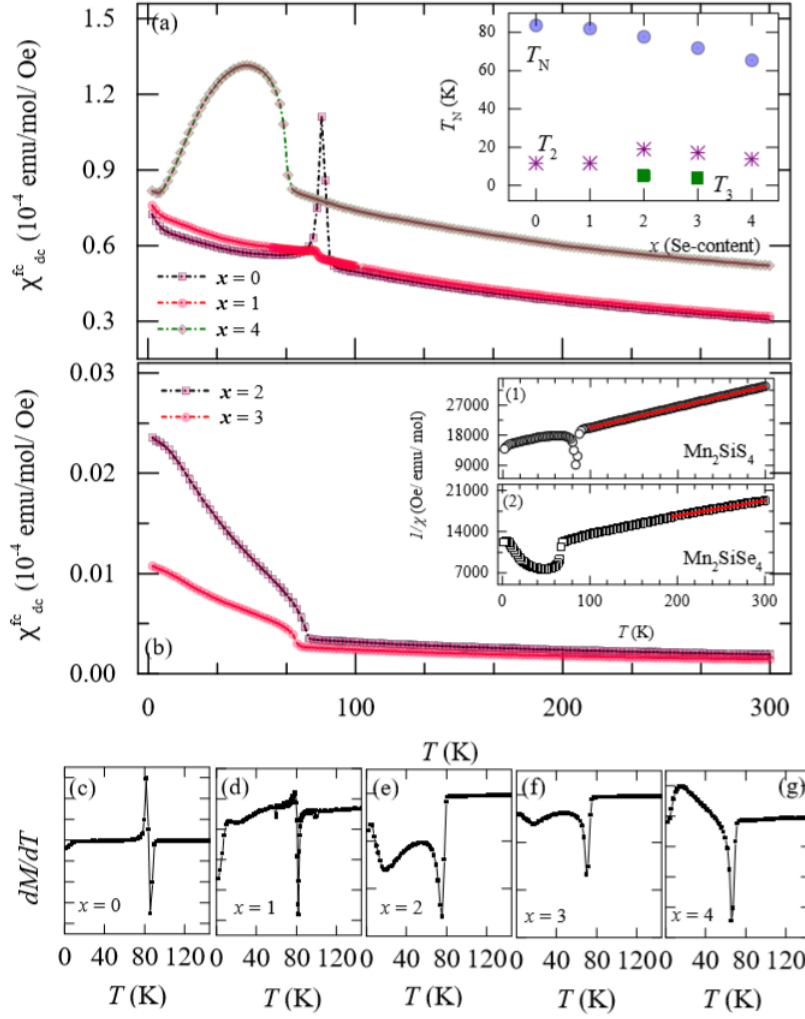 (a)
1.5
1.2
0.9
0.6
0.3
χ^fc_dc (10^-4 emu/mol/ Oe)
x = 0
x = 1
x = 4
80
60
40
20
0
T_N (K)
T_N
T_2
T_3
0 1 2 3 4
x (Se-content)
(b)
0.03
0.02
0.01
0.00
χ^fc_dc (10^-4 emu/mol/ Oe)
x = 2
x = 3
(1)
27000
18000
9000
Mn2SiS4
1/χ (Oe/ emu/ mol)
(2)
21000
14000
7000
Mn2SiSe4
0 100 200 300
T (K)
0 100 200 300
T (K)
dM/dT
(c) (d) (e) (f) (g)
x = 0 x = 1 x = 2 x = 3 x = 4
0 40 80 120 0 40 80 120 0 40 80 120 0 40 80 120 0 40 80 120
T (K) T (K) T (K) T (K) T (K)